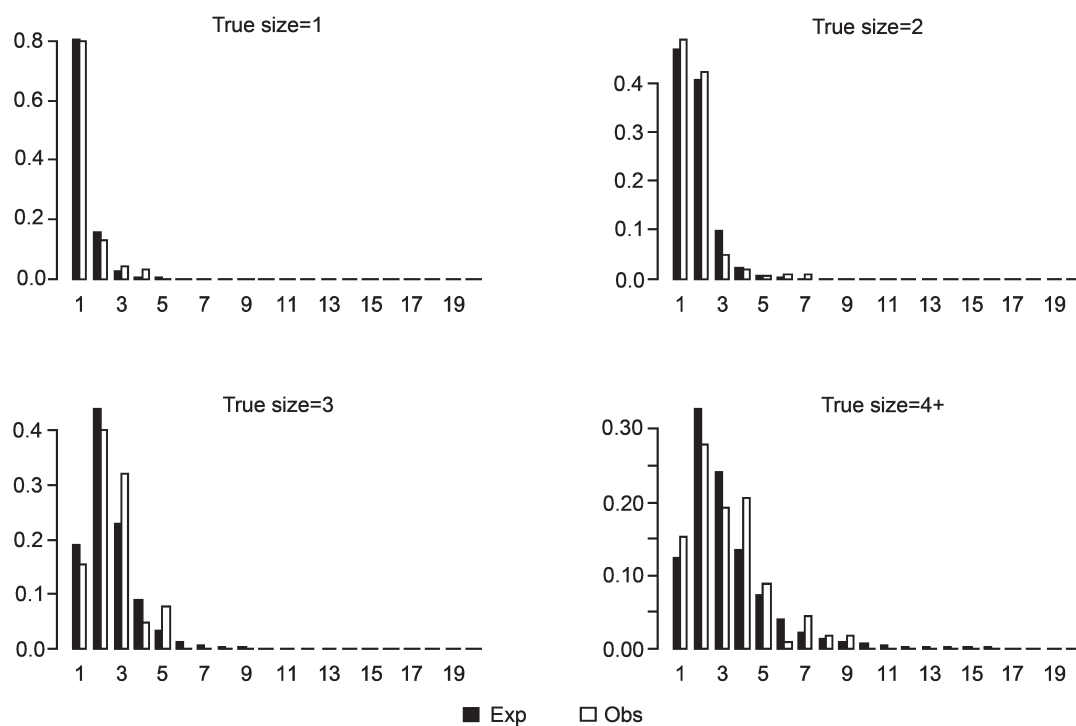 True size=1
0.8
0.6
0.4
0.2
0.0
1 3 5 7 9 11 13 15 17 19
True size=2
0.4
0.3
0.2
0.1
0.0
1 3 5 7 9 11 13 15 17 19
True size=3
0.4
0.3
0.2
0.1
0.0
1 3 5 7 9 11 13 15 17 19
True size=4+
0.30
0.20
0.10
0.00
1 3 5 7 9 11 13 15 17 19
Exp Obs